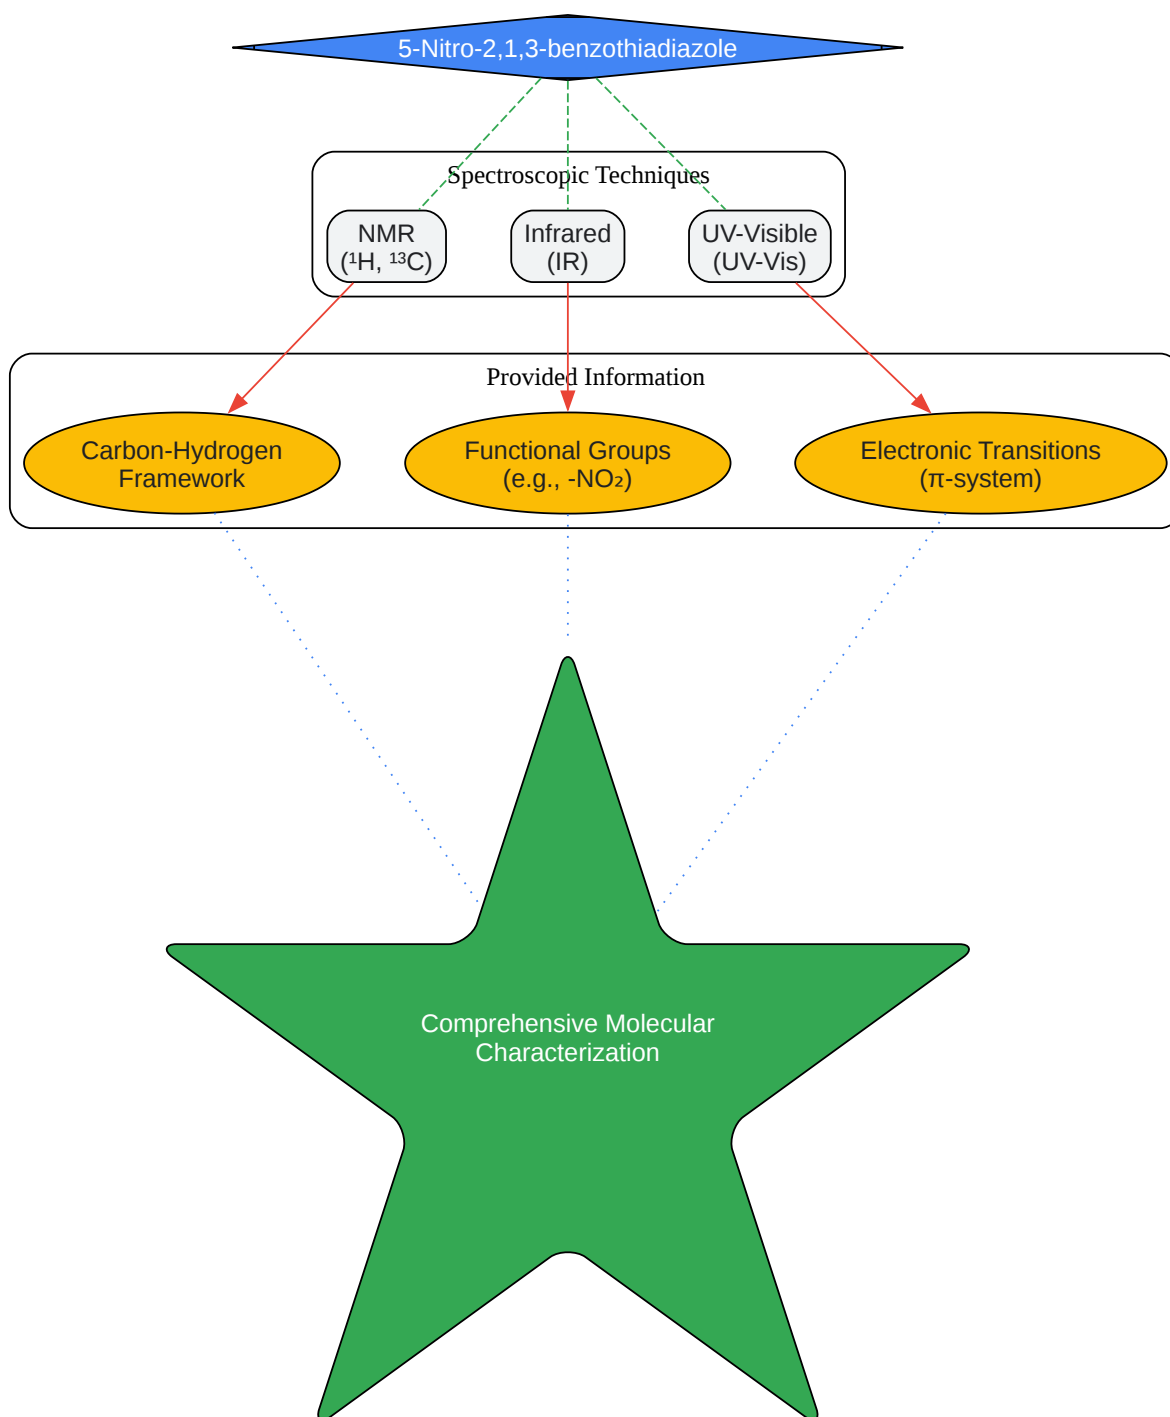 5-Nitro-2,1,3-benzothiadiazole
Spectroscopic Techniques
NMR
(¹H, ¹³C)
Infrared
(IR)
UV-Visible
(UV-Vis)
Provided Information
Carbon-Hydrogen
Framework
Functional Groups
(e.g., -NO₂)
Electronic Transitions
(π-system)
Comprehensive Molecular
Characterization